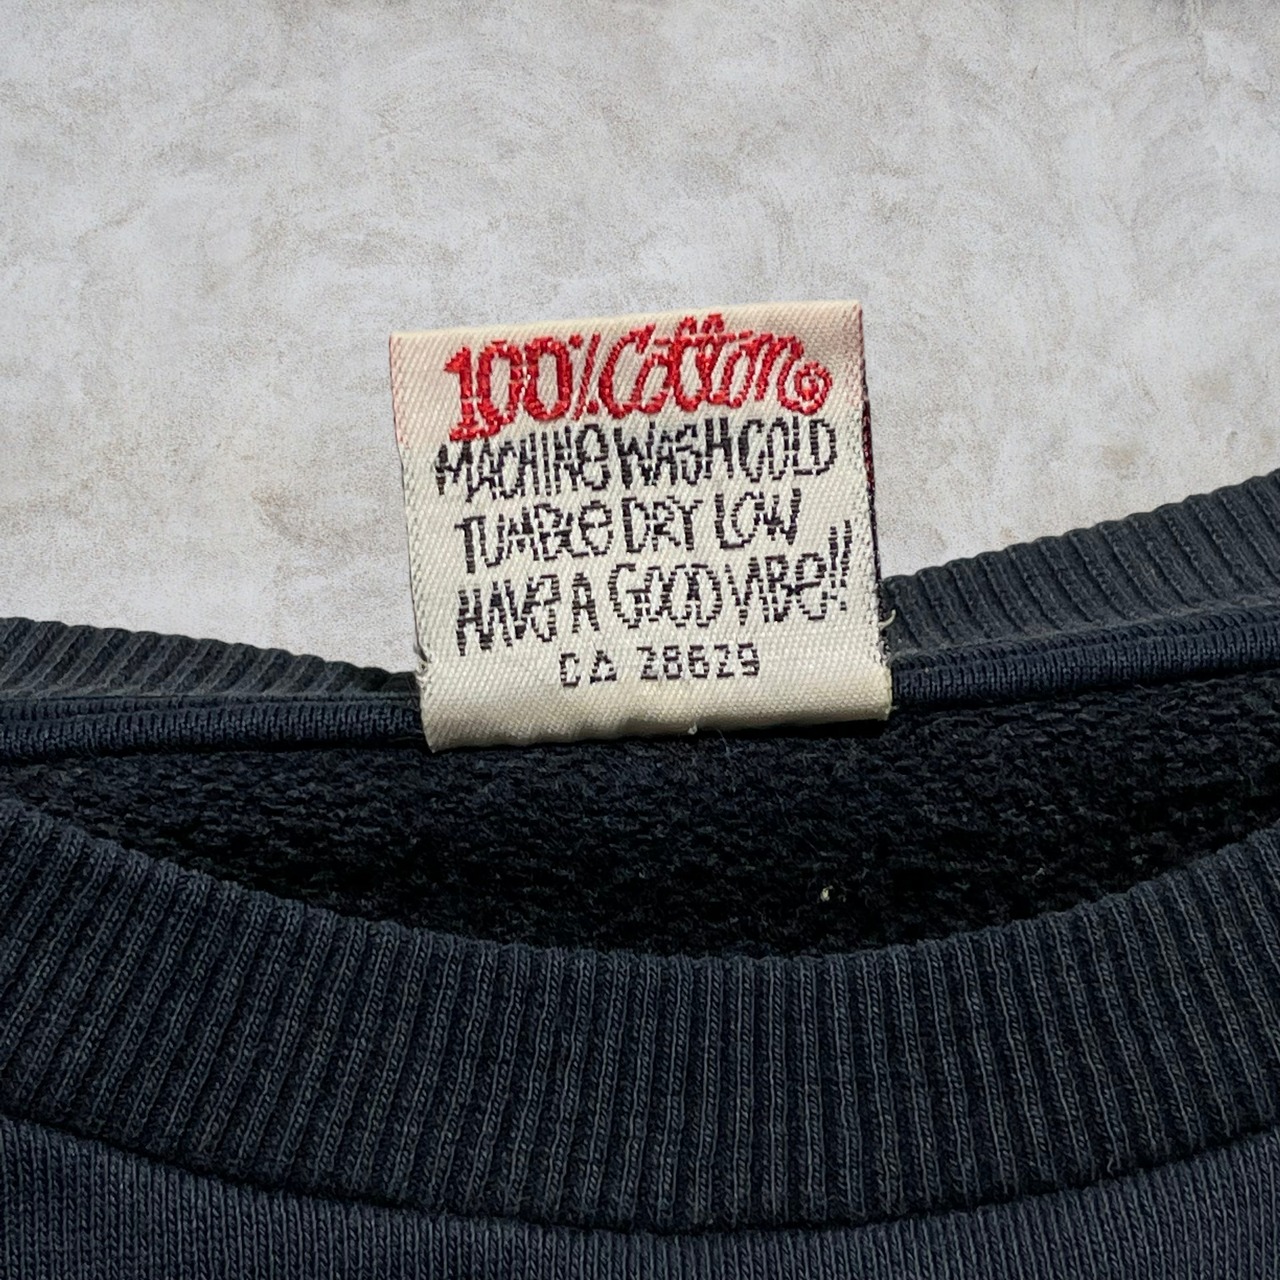 100% Cotton
MACHINE WASH COLD
TUMBLE DRY LOW
HAVE A GOOD VIBE!!
CA 28629